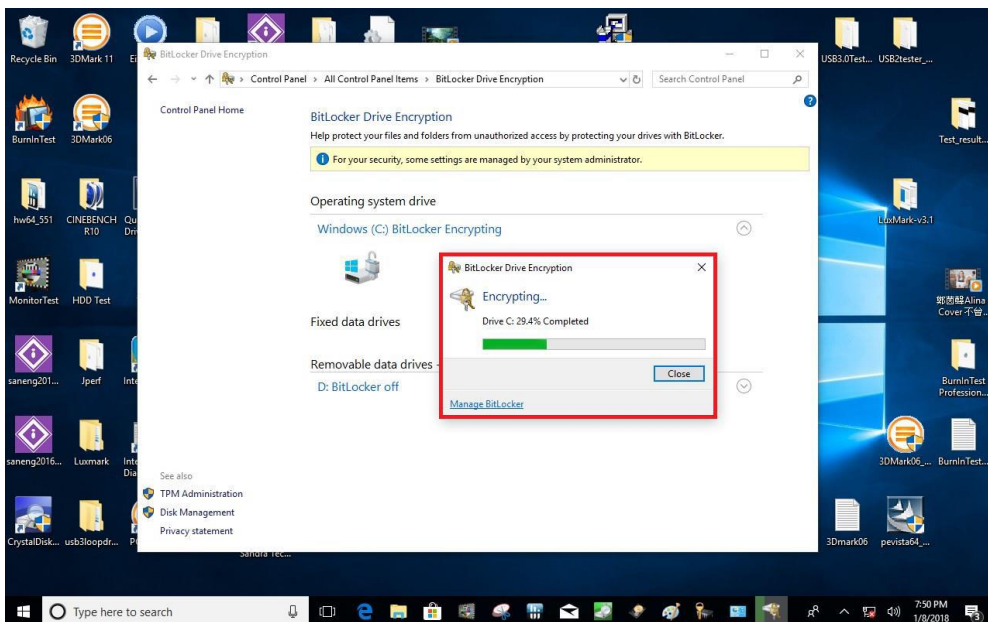 Recycle Bin
3DMark 11
USB3.0Test...
USB2tester_...
BitLocker Drive Encryption
Control Panel > All Control Panel Items > BitLocker Drive Encryption
Search Control Panel
Control Panel Home
BitLocker Drive Encryption
Help protect your files and folders from unauthorized access by protecting your drives with BitLocker.
For your security, some settings are managed by your system administrator.
BurnInTest
3DMark06
Test_result...
Operating system drive
Windows (C:) BitLocker Encrypting
hw64_551
CINEBENCH
R10
LuxMark-v3.1
BitLocker Drive Encryption
Encrypting...
Drive C: 29.4% Completed
Close
Manage BitLocker
MonitorTest
HDD Test
Alina
Cover
Fixed data drives
Removable data drives -
D: BitLocker off
saneng201...
Jperf
BurnInTest
Profession...
saneng2016...
Luxmark
3DMark06_...
BurnInTest...
See also
TPM Administration
Disk Management
Privacy statement
CrystalDisk...
usb3loopdr...
3Dmark06
pevista64_...
Type here to search
7:50 PM
1/8/2018
3